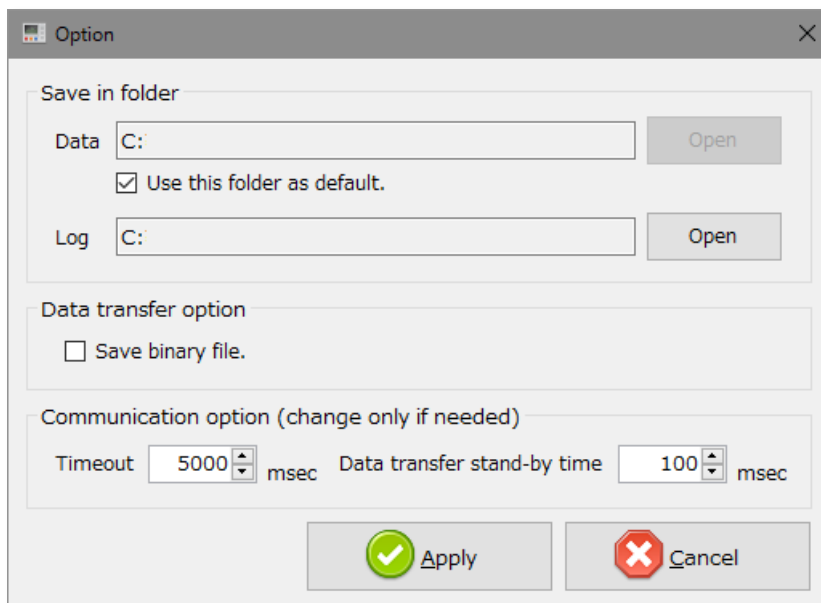 Option
Save in folder
Data C: Open
Use this folder as default.
Log C: Open
Data transfer option
Save binary file.
Communication option (change only if needed)
Timeout 5000 msec Data transfer stand-by time 100 msec
Apply Cancel